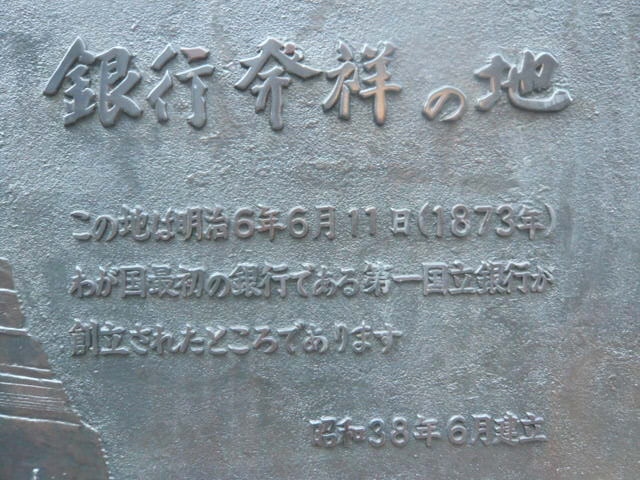 銀行発祥の地
この地は明治6年6月11日(1873年)
わが国最初の銀行である第一国立銀行が
創立されたところであります
昭和38年6月建立